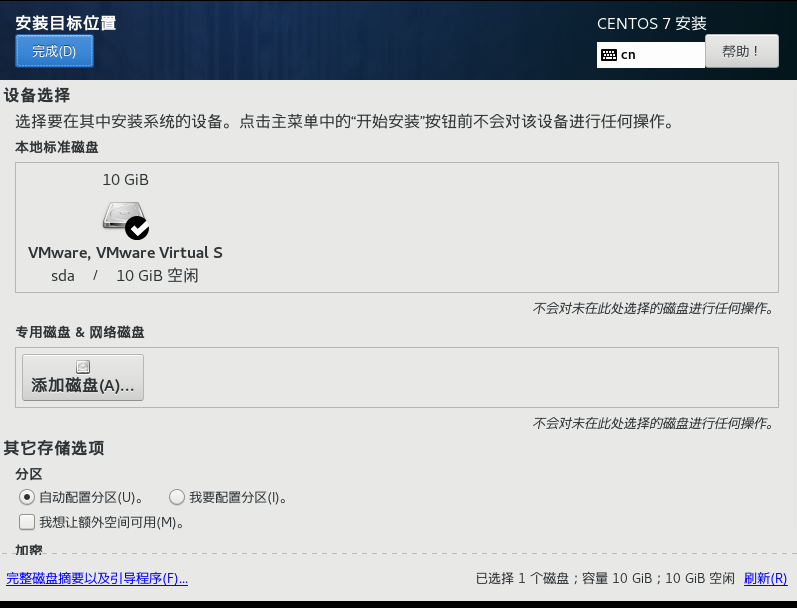 安装目标位置
CENTOS 7 安装
完成(D)
cn
帮助！
设备选择
选择要在其中安装系统的设备。点击主菜单中的“开始安装”按钮前不会对该设备进行任何操作。
本地标准磁盘
10 GiB
VMware, VMware Virtual S
sda / 10 GiB 空闲
不会对未在此处选择的磁盘进行任何操作。
专用磁盘 & 网络磁盘
添加磁盘(A)...
不会对未在此处选择的磁盘进行任何操作。
其它存储选项
分区
自动配置分区(U)。 我要配置分区(I)。
我想让额外空间可用(M)。
加密
完整磁盘摘要以及引导程序(F)... 已选择 1 个磁盘；容量 10 GiB；10 GiB 空闲 刷新(R)